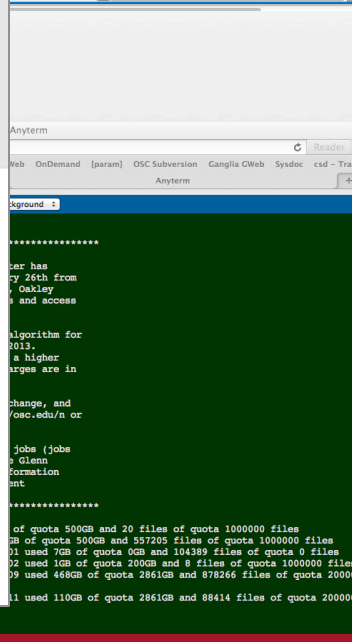 Anyterm
Reader
Web OnDemand [param] OSC Subversion Ganglia GWeb Sysdoc csd - Tra
Anyterm
+
kground
****************
ter has
ry 26th from
, Oakley
s and access
algorithm for
2013.
a higher
arges are in
change, and
/osc.edu/n or
jobs (jobs
e Glenn
formation
ent
****************
of quota 500GB and 20 files of quota 1000000 files
GB of quota 500GB and 557205 files of quota 1000000 files
01 used 7GB of quota 0GB and 104389 files of quota 0 files
02 used 1GB of quota 200GB and 8 files of quota 1000000 files
09 used 468GB of quota 2861GB and 878266 files of quota 20000
11 used 110GB of quota 2861GB and 88414 files of quota 200000